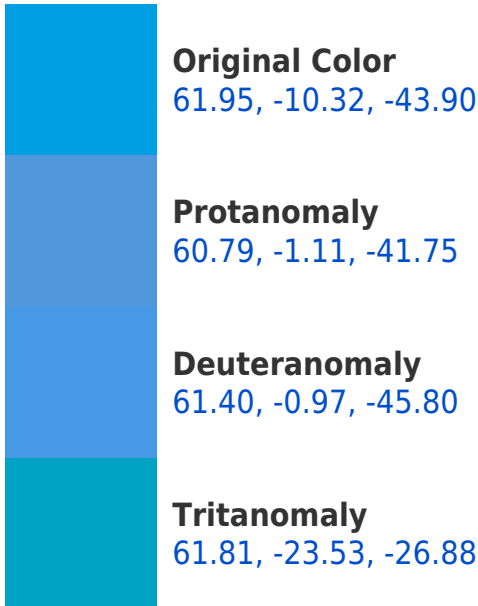 Original Color
61.95, -10.32, -43.90
Protanomaly
60.79, -1.11, -41.75
Deuteranomaly
61.40, -0.97, -45.80
Tritanomaly
61.81, -23.53, -26.88